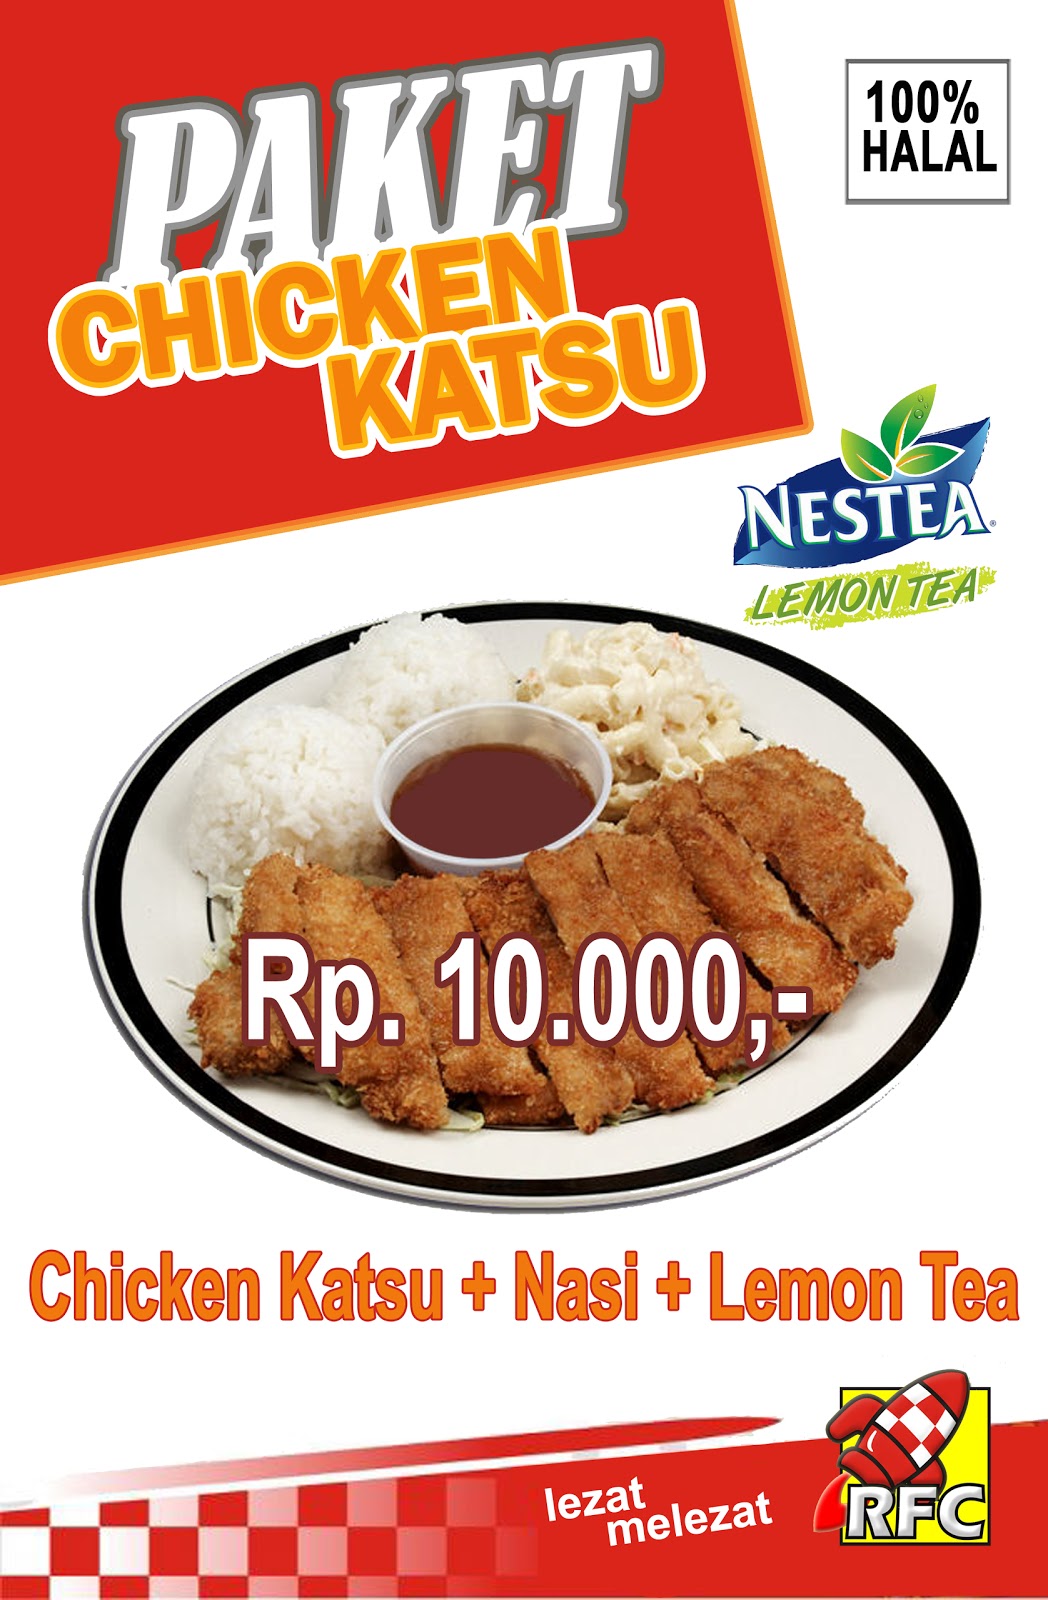 PAKET
CHICKEN
KATSU
100%
HALAL
NESTEA®
LEMON TEA
Rp. 10.000,-
Chicken Katsu + Nasi + Lemon Tea
lezat
melezat
RFC